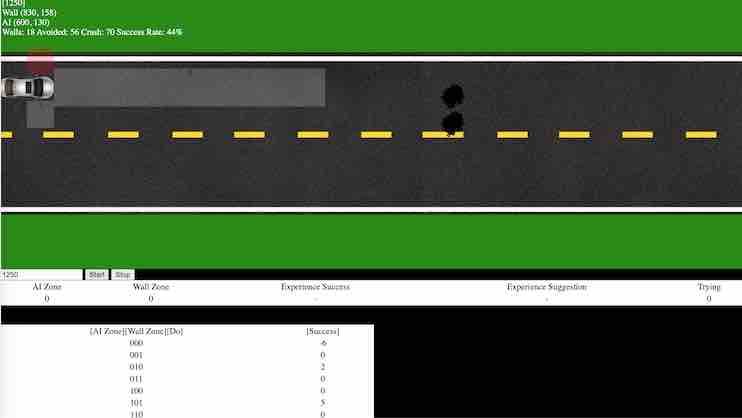 [1250]
Wall (830, 158)
AI (600, 130)
Walls: 18 Avoided: 56 Crash: 70 Success Rate: 44%
1250 Start Stop
AI Zone Wall Zone Experience Success Experience Suggestion Trying
0 0 - - 0
[AI Zone][Wall Zone][Do] [Success]
000 -6
001 0
010 2
011 0
100 0
101 5
110 0